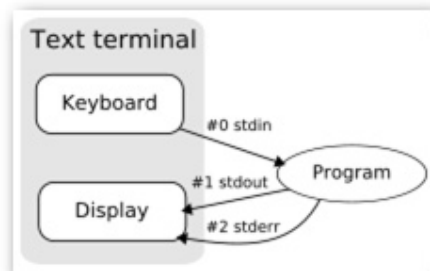 Text terminal
Keyboard
#0 stdin
Program
#1 stdout
Display
#2 stderr